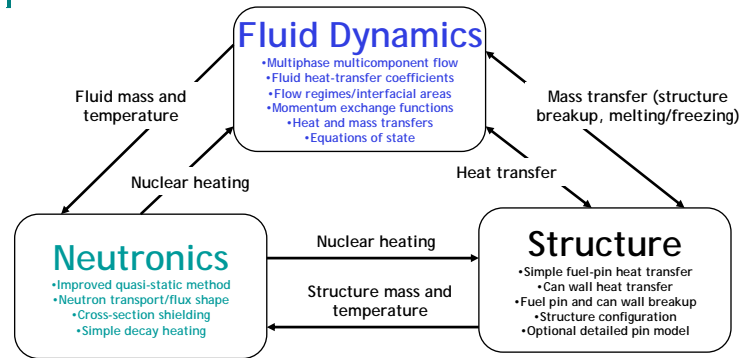 Fluid Dynamics
•Multiphase multicomponent flow
•Fluid heat-transfer coefficients
•Flow regimes/interfacial areas
•Momentum exchange functions
•Heat and mass transfers
•Equations of state
Fluid mass and
temperature
Mass transfer (structure
breakup, melting/freezing)
Nuclear heating
Heat transfer
Neutronics
•Improved quasi-static method
•Neutron transport/flux shape
•Cross-section shielding
•Simple decay heating
Nuclear heating
Structure mass and
temperature
Structure
•Simple fuel-pin heat transfer
•Can wall heat transfer
•Fuel pin and can wall breakup
•Structure configuration
•Optional detailed pin model